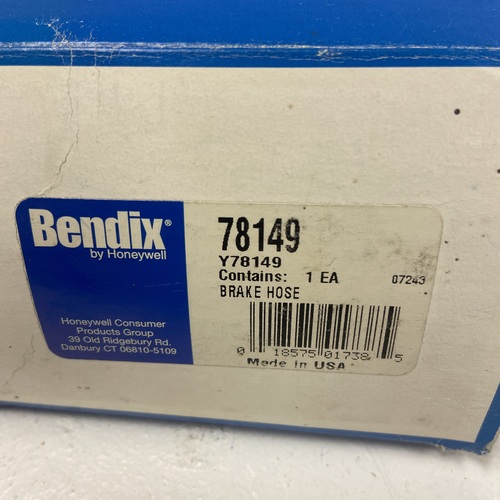 Bendix®
by Honeywell
Honeywell Consumer
Products Group
39 Old Ridgebury Rd.
Danbury CT 06810-5109
78149
Y78149
Contains: 1 EA 07243
BRAKE HOSE
0 18575 01738 5
Made in USA